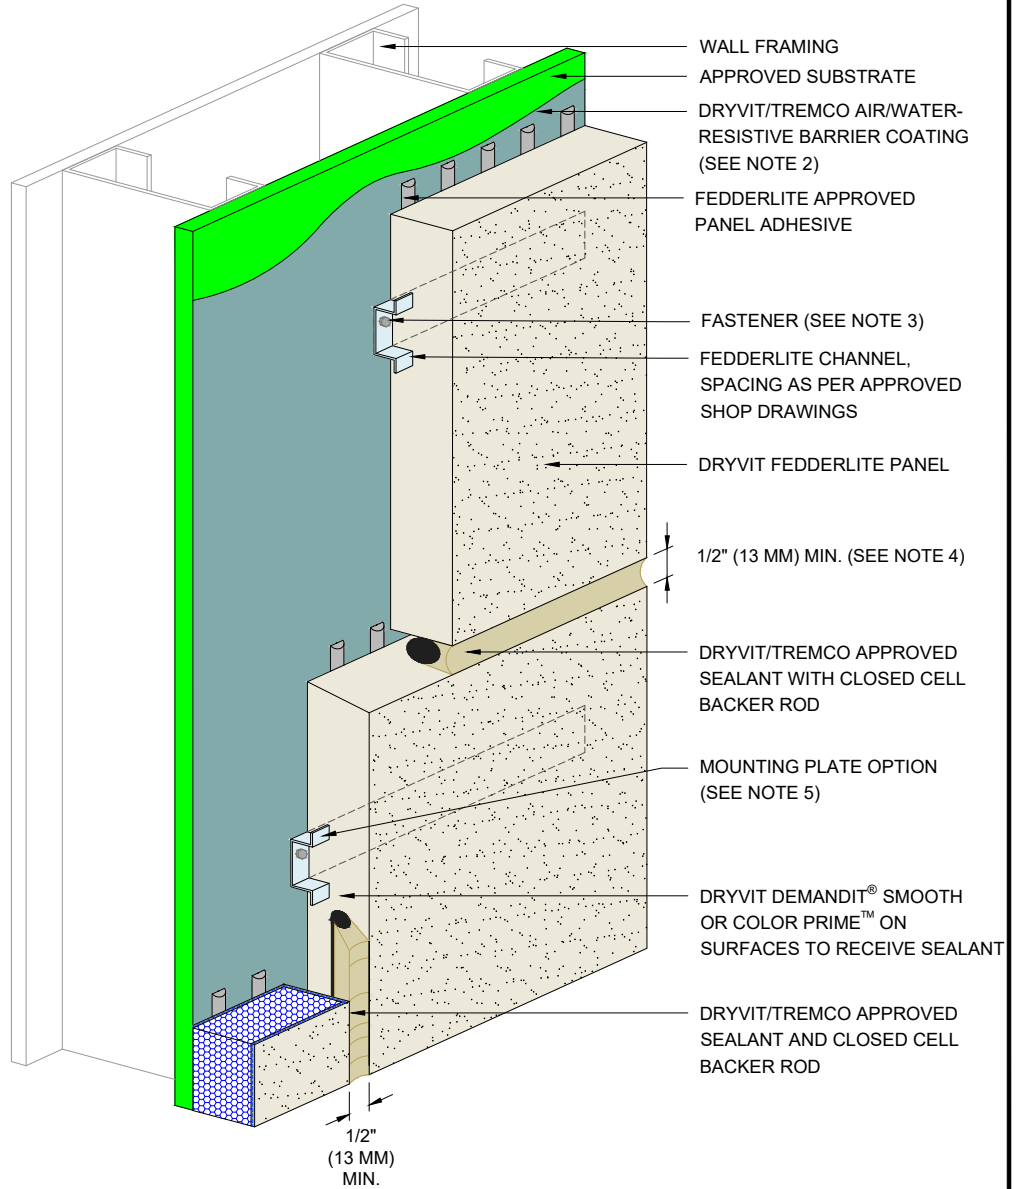 WALL FRAMING
APPROVED SUBSTRATE
DRYVIT/TREMCO AIR/WATER-
RESISTIVE BARRIER COATING
(SEE NOTE 2)
FEDDERLITE APPROVED
PANEL ADHESIVE
FASTENER (SEE NOTE 3)
FEDDERLITE CHANNEL,
SPACING AS PER APPROVED
SHOP DRAWINGS
DRYVIT FEDDERLITE PANEL
1/2" (13 MM) MIN. (SEE NOTE 4)
DRYVIT/TREMCO APPROVED
SEALANT WITH CLOSED CELL
BACKER ROD
MOUNTING PLATE OPTION
(SEE NOTE 5)
DRYVIT DEMANDIT® SMOOTH
OR COLOR PRIME™ ON
SURFACES TO RECEIVE SEALANT
DRYVIT/TREMCO APPROVED
SEALANT AND CLOSED CELL
BACKER ROD
1/2"
(13 MM)
MIN.